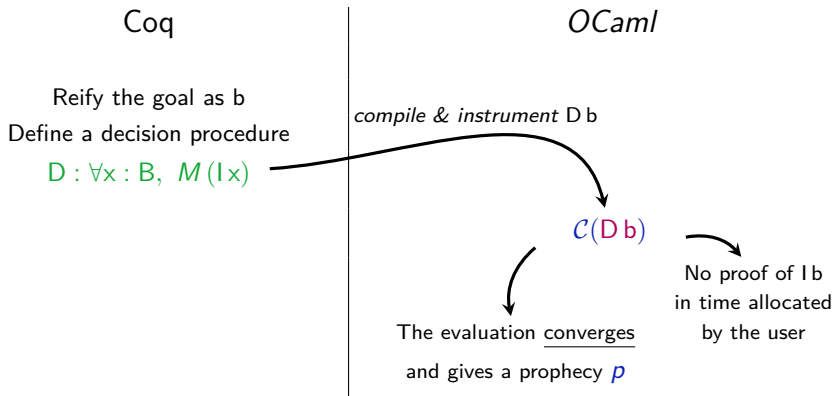 Coq
OCaml
Reify the goal as b
Define a decision procedure
D : ∀x : B, M (I x)
compile & instrument D b
𝒞(D b)
No proof of I b
in time allocated
by the user
The evaluation converges
and gives a prophecy p